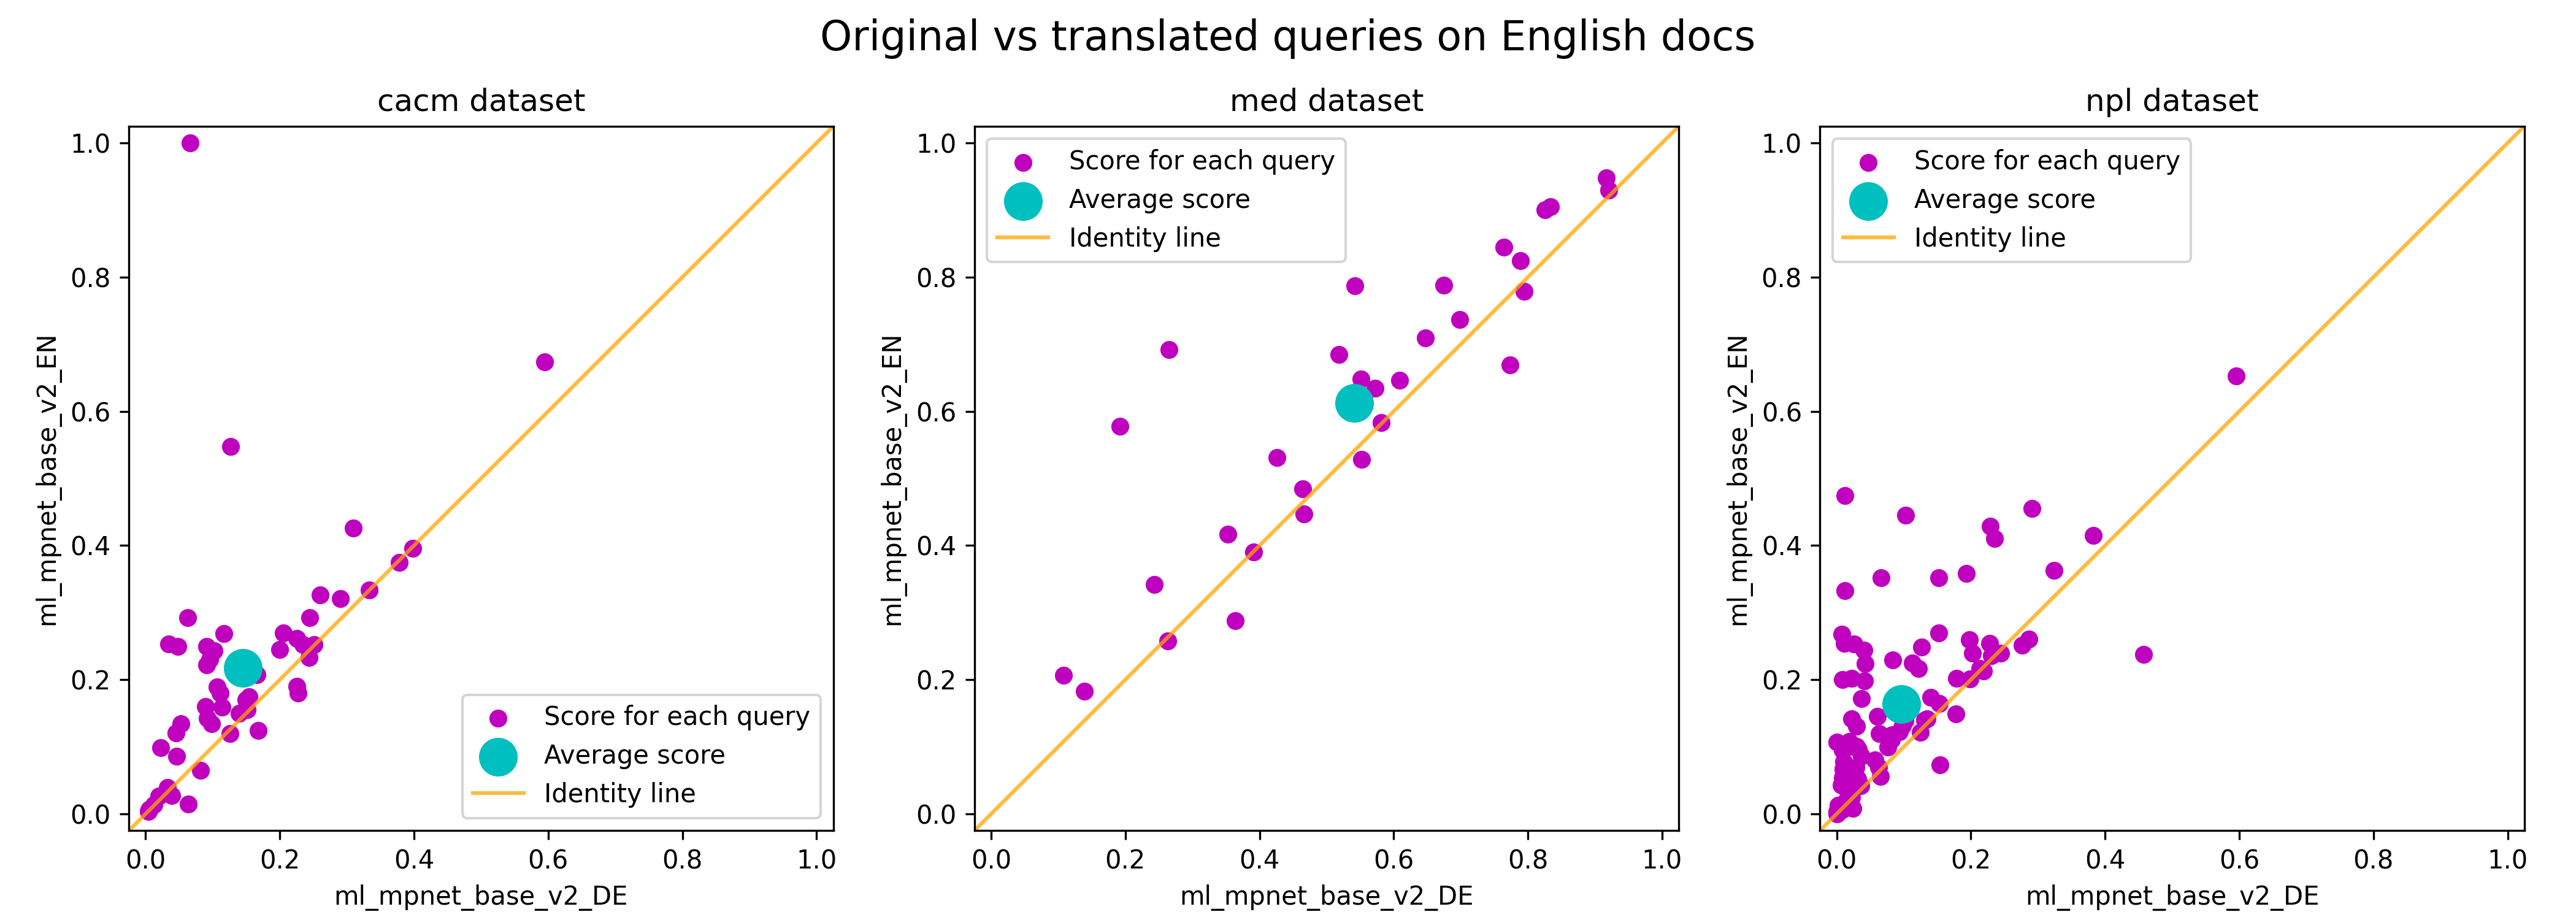 Original vs translated queries on English docs
cacm dataset
1.0
0.8
0.6
0.4
0.2
0.0
ml_mpnet_base_v2_EN
Score for each query
Average score
Identity line
0.0 0.2 0.4 0.6 0.8 1.0
ml_mpnet_base_v2_DE
med dataset
1.0
0.8
0.6
0.4
0.2
0.0
ml_mpnet_base_v2_EN
Score for each query
Average score
Identity line
0.0 0.2 0.4 0.6 0.8 1.0
ml_mpnet_base_v2_DE
npl dataset
1.0
0.8
0.6
0.4
0.2
0.0
ml_mpnet_base_v2_EN
Score for each query
Average score
Identity line
0.0 0.2 0.4 0.6 0.8 1.0
ml_mpnet_base_v2_DE